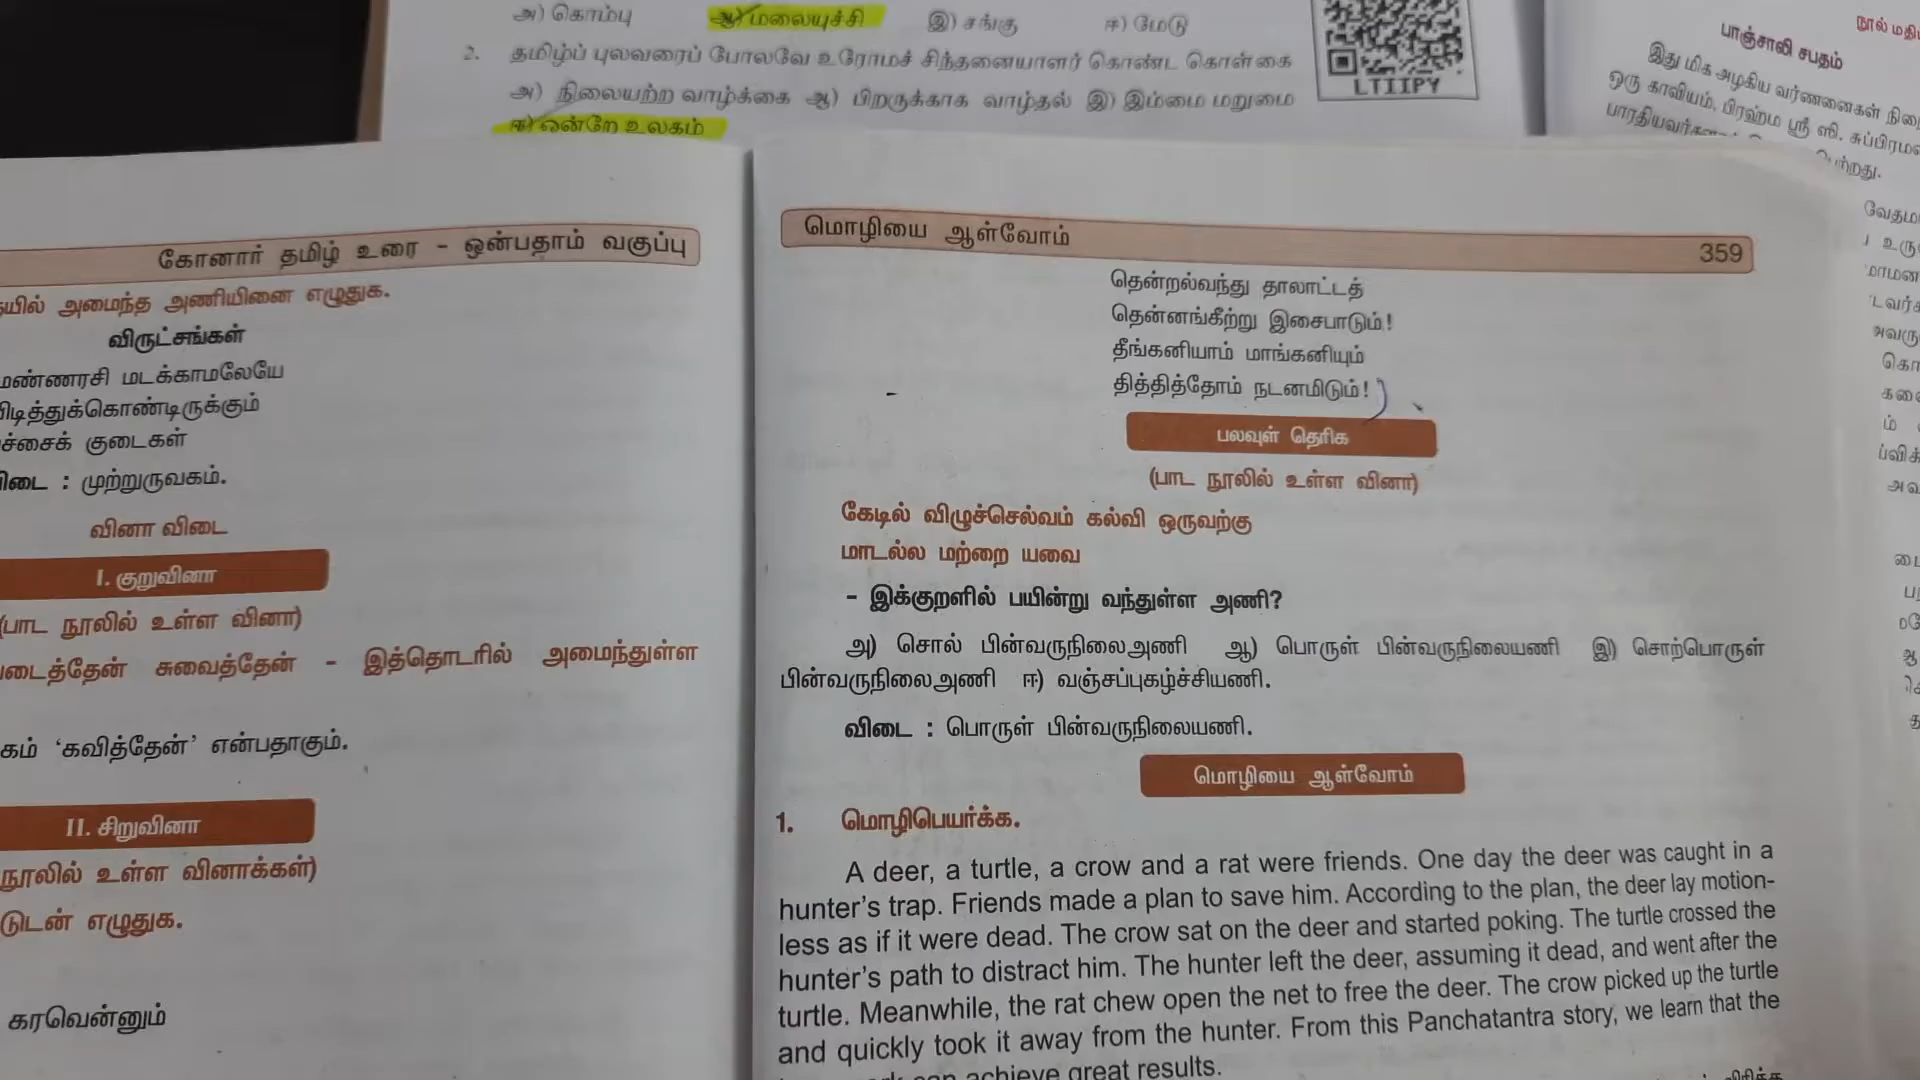 அ) கொம்பு ஆ) மலையுச்சி இ) சங்கு ஈ) மேடு
2. தமிழ்ப் புலவரைப் போலவே உரோமச் சிந்தனையாளர் கொண்ட கொள்கை
அ) நிலையற்ற வாழ்க்கை ஆ) பிறருக்காக வாழ்தல் இ) இம்மை மறுமை
ஈ) ஒன்றே உலகம்
LTIIPY
பாஞ்சாலி சபதம்
இது மிக அழகிய வர்ணனைகள்
ஒரு காவியம். பிரஹ்ம ஸ்ரீ ஸி.
கோனார் தமிழ் உரை - ஒன்பதாம் வகுப்பு
அமைந்த அணியினை எழுதுக.
விருட்சங்கள்
மண்ணரசி மடக்காமலேயே
பிடித்துக்கொண்டிருக்கும்
குடைகள்
விடை : முற்றுருவகம்.
வினா விடை
I. குறுவினா
(பாட நூலில் உள்ள வினா)
சுவைத்தேன் - இத்தொடரில் அமைந்துள்ள
‘கவித்தேன்’ என்பதாகும்.
II. சிறுவினா
நூலில் உள்ள வினாக்கள்)
எழுதுக.
கரவென்னும்
மொழியை ஆள்வோம் 359
தென்றல்வந்து தாலாட்டத்
தென்னங்கீற்று இசைபாடும்!
தீங்கனியாம் மாங்கனியும்
தித்தித்தோம் நடனமிடும்!
பலவுள் தெரிக
(பாட நூலில் உள்ள வினா)
கேடில் விழுச்செல்வம் கல்வி ஒருவற்கு
மாடல்ல மற்றை யவை
- இக்குறளில் பயின்று வந்துள்ள அணி?
அ) சொல் பின்வருநிலைஅணி ஆ) பொருள் பின்வருநிலையணி இ) சொற்பொருள்
பின்வருநிலைஅணி ஈ) வஞ்சப்புகழ்ச்சியணி.
விடை : பொருள் பின்வருநிலையணி.
மொழியை ஆள்வோம்
1. மொழிபெயர்க்க.
A deer, a turtle, a crow and a rat were friends. One day the deer was caught in a
hunter's trap. Friends made a plan to save him. According to the plan, the deer lay motion-
less as if it were dead. The crow sat on the deer and started poking. The turtle crossed the
hunter's path to distract him. The hunter left the deer, assuming it dead, and went after the
turtle. Meanwhile, the rat chew open the net to free the deer. The crow picked up the turtle
and quickly took it away from the hunter. From this Panchatantra story, we learn that the
can achieve great results.